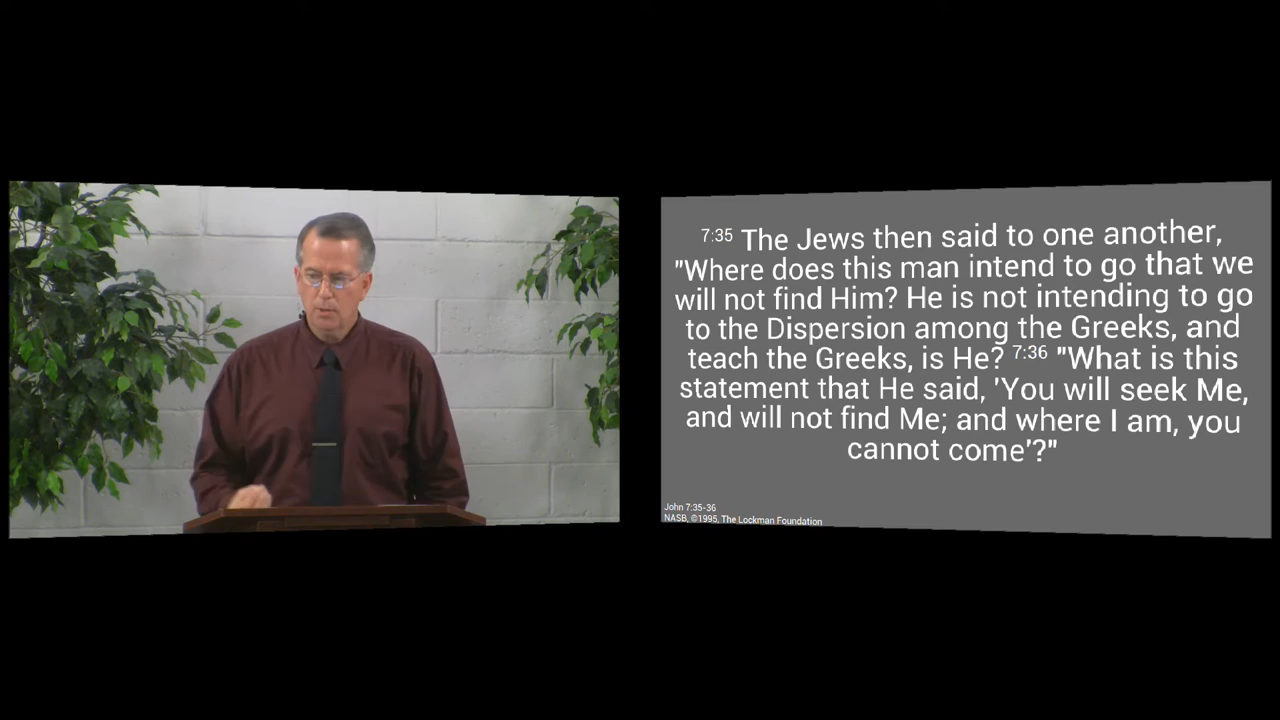 7:35 The Jews then said to one another,
"Where does this man intend to go that we
will not find Him? He is not intending to go
to the Dispersion among the Greeks, and
teach the Greeks, is He? 7:36 "What is this
statement that He said, 'You will seek Me,
and will not find Me; and where I am, you
cannot come'?"
John 7:35-36
NASB, ©1995, The Lockman Foundation